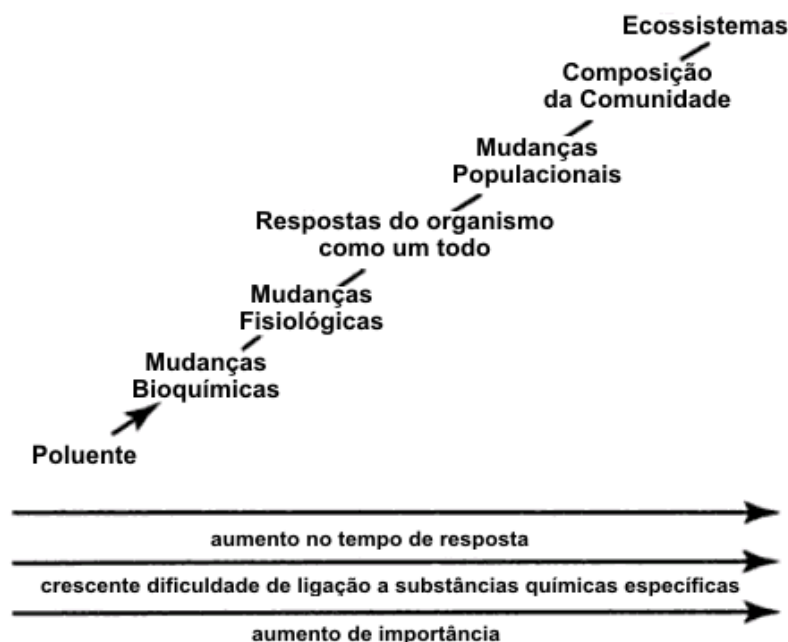 Ecossistemas
Composição
da Comunidade
Mudanças
Populacionais
Respostas do organismo
como um todo
Mudanças
Fisiológicas
Mudanças
Bioquímicas
Poluente
aumento no tempo de resposta
crescente dificuldade de ligação a substâncias químicas específicas
aumento de importância